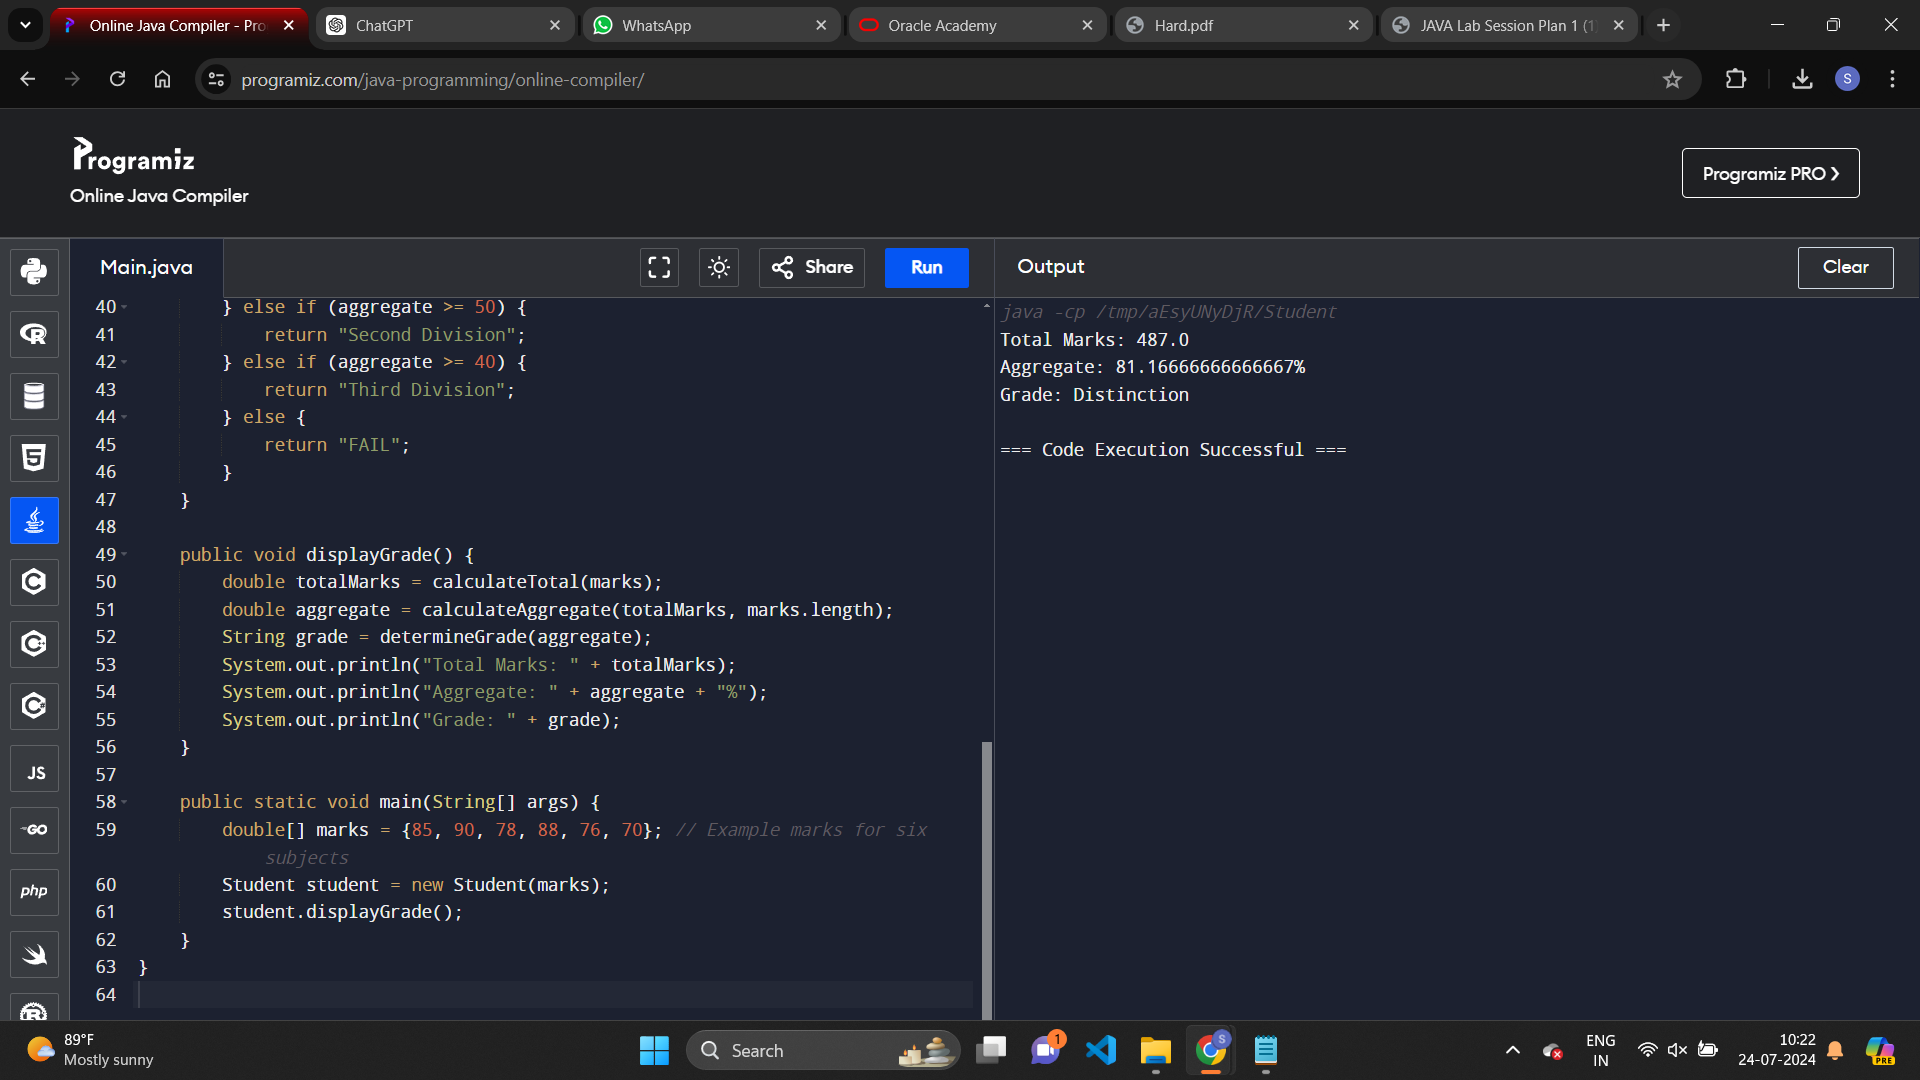 Online Java Compiler - Pro
ChatGPT
WhatsApp
Oracle Academy
Hard.pdf
JAVA Lab Session Plan 1 (1)
programiz.com/java-programming/online-compiler/
S
Programiz
Online Java Compiler
Programiz PRO
Main.java
Share
Run
Output
Clear
40 } else if (aggregate >= 50) {
41 return "Second Division";
42 } else if (aggregate >= 40) {
43 return "Third Division";
44 } else {
45 return "FAIL";
46 }
47 }
48
49 public void displayGrade() {
50 double totalMarks = calculateTotal(marks);
51 double aggregate = calculateAggregate(totalMarks, marks.length);
52 String grade = determineGrade(aggregate);
53 System.out.println("Total Marks: " + totalMarks);
54 System.out.println("Aggregate: " + aggregate + "%");
55 System.out.println("Grade: " + grade);
56 }
57
58 public static void main(String[] args) {
59 double[] marks = {85, 90, 78, 88, 76, 70}; // Example marks for six
subjects
60 Student student = new Student(marks);
61 student.displayGrade();
62 }
63 }
64
java -cp /tmp/aEsyUNyDjR/Student
Total Marks: 487.0
Aggregate: 81.16666666666667%
Grade: Distinction
=== Code Execution Successful ===
R
5
C
C
C
JS
GO
php
R
89°F
Mostly sunny
Search
1
S
ENG
IN
10:22
24-07-2024
PRE